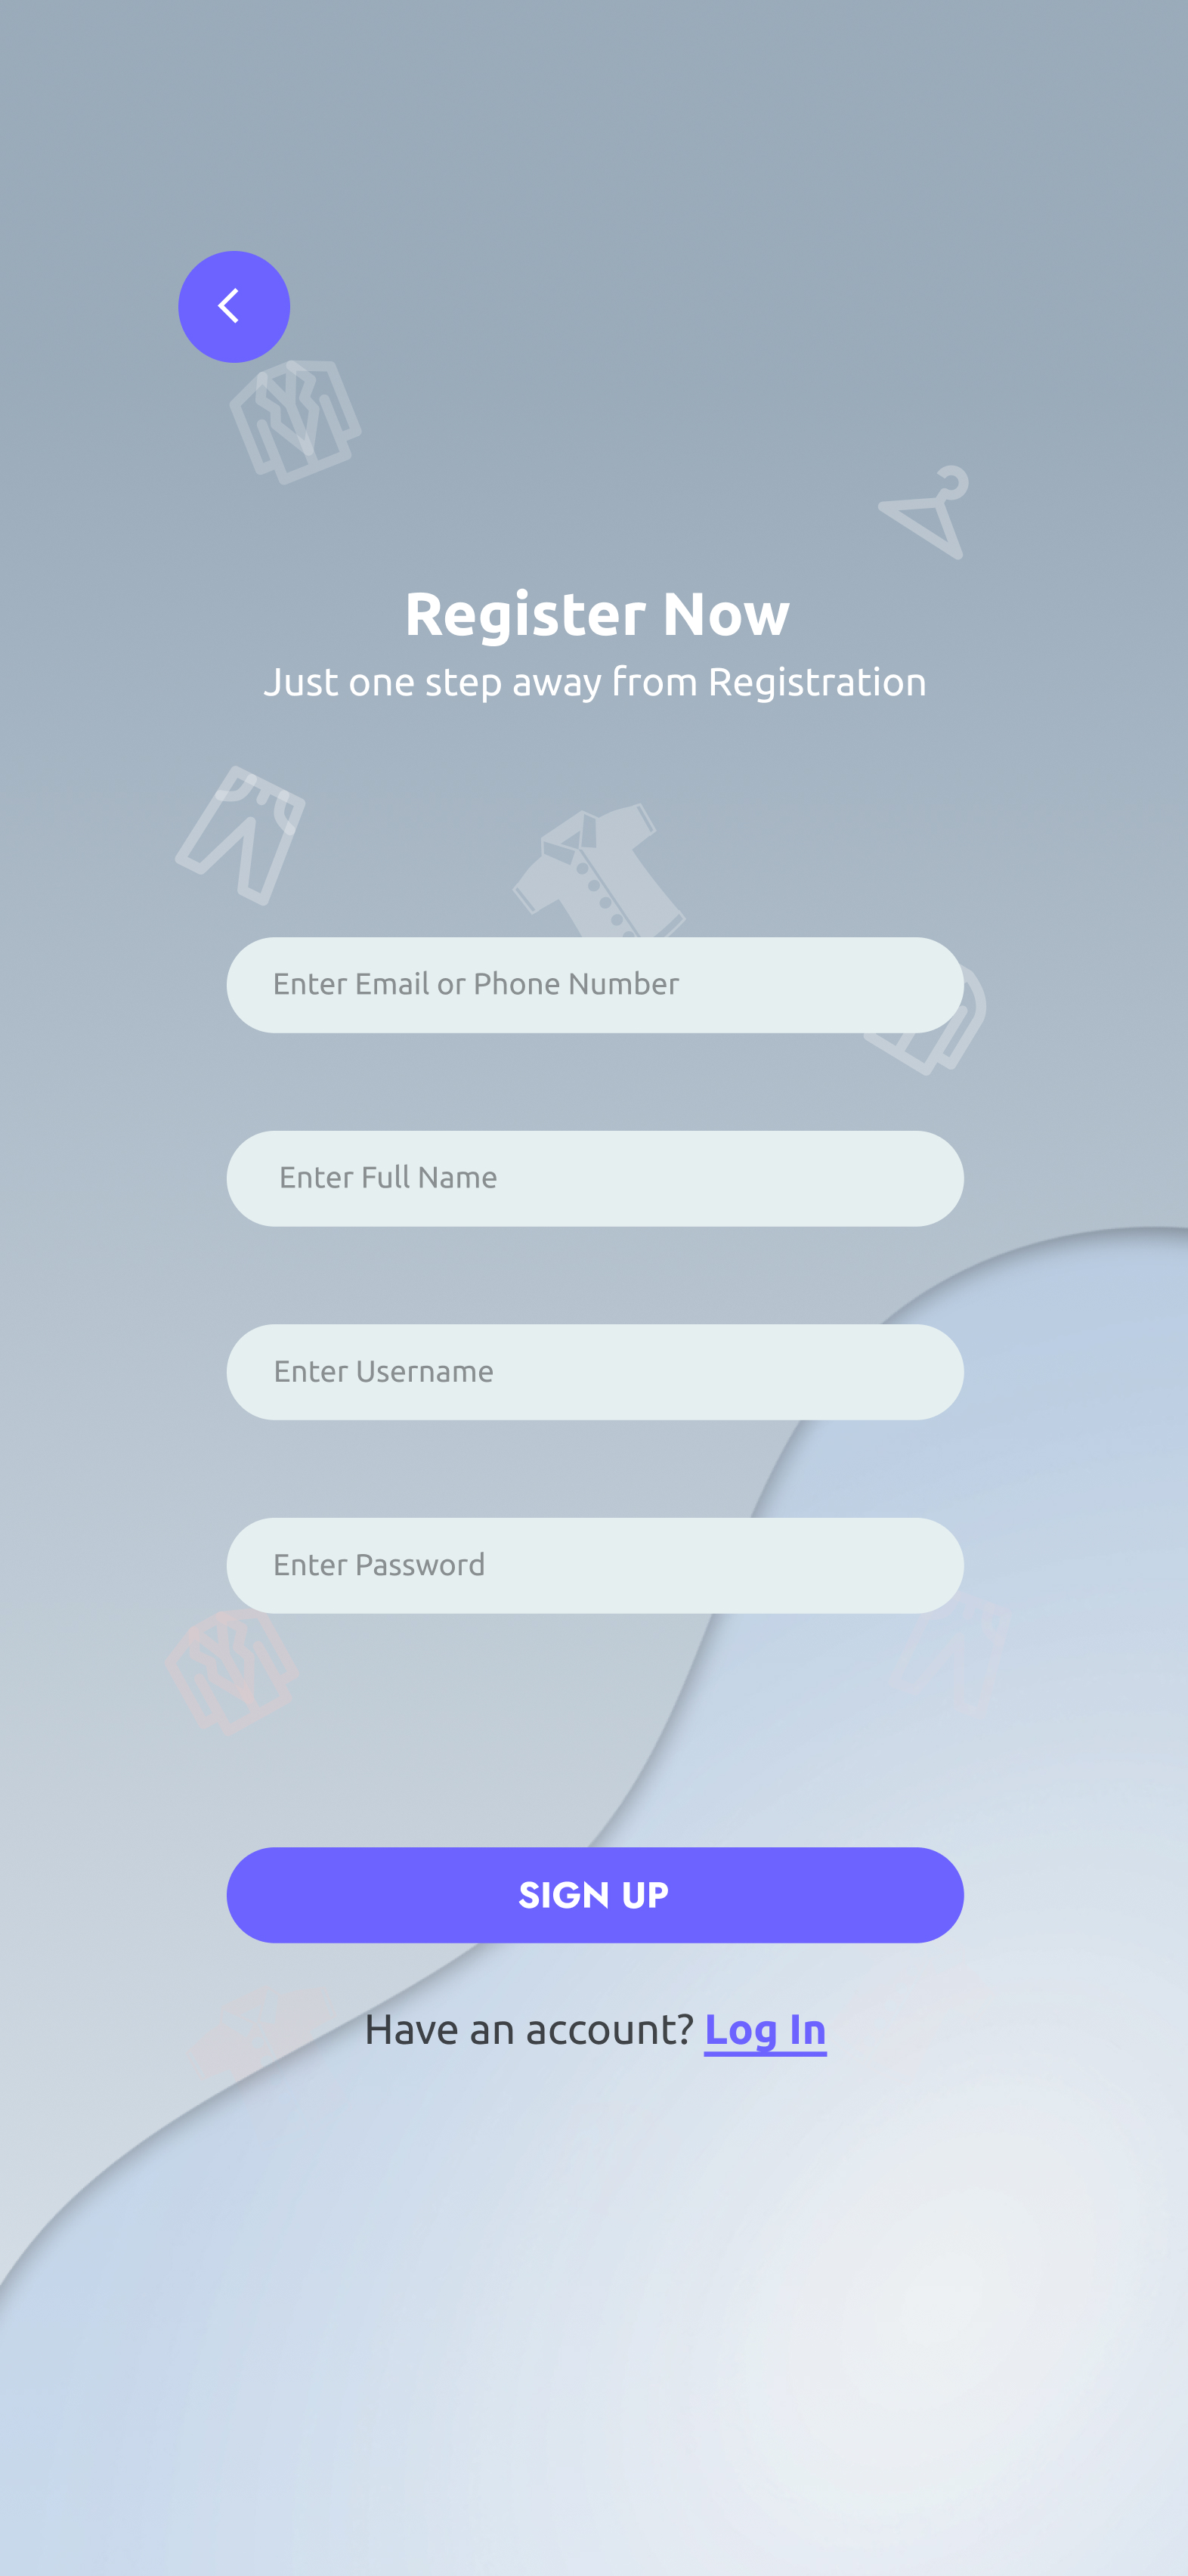 Register Now
Just one step away from Registration
Enter Email or Phone Number
Enter Full Name
Enter Username
Enter Password
SIGN UP
Have an account? Log In